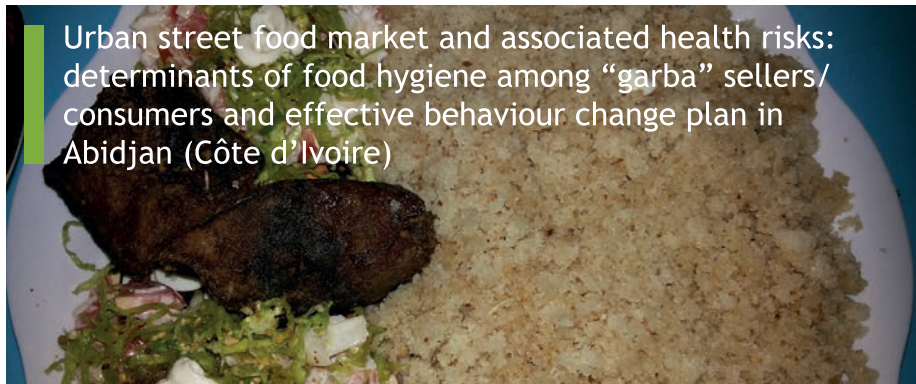 Urban street food market and associated health risks:
determinants of food hygiene among “garba” sellers/
consumers and effective behaviour change plan in
Abidjan (Côte d’Ivoire)